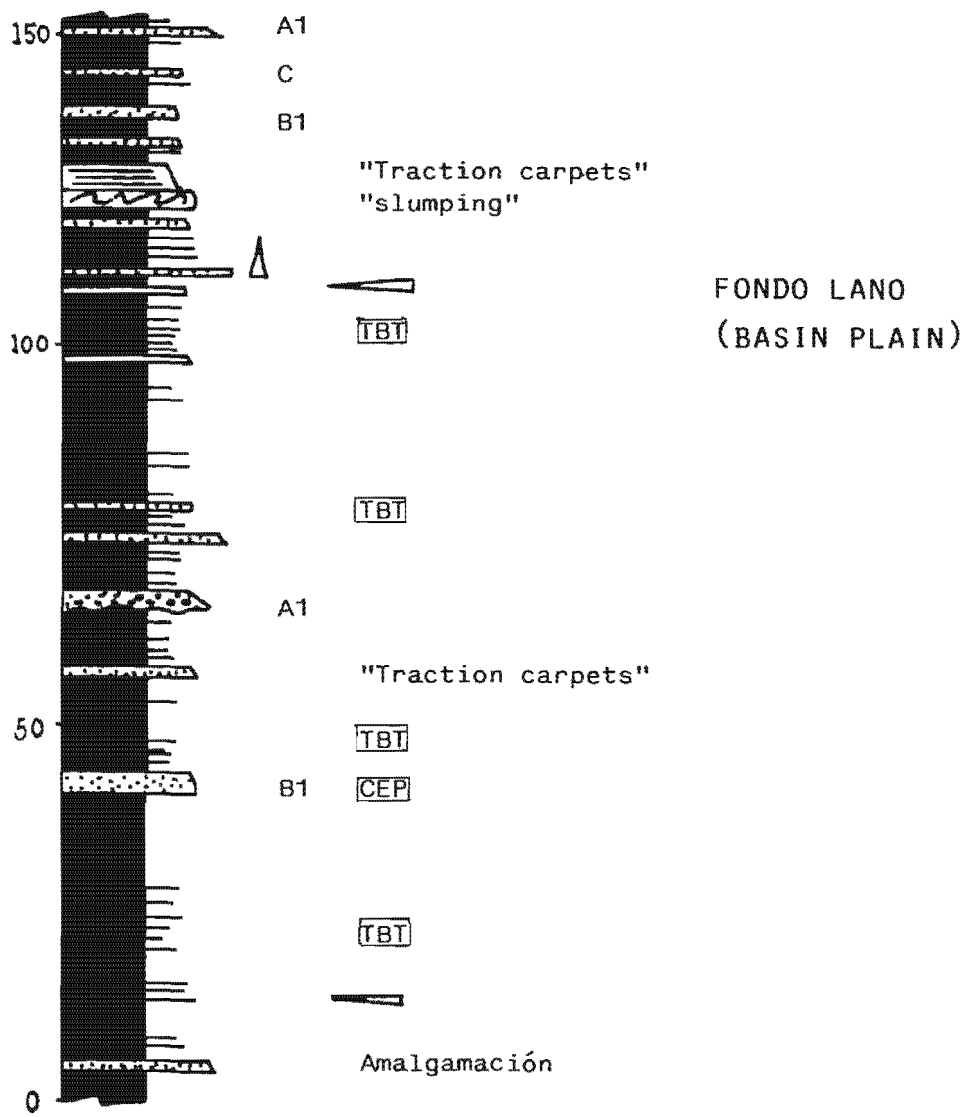 150
A1
C
B1
"Traction carpets"
"slumping"
FONDO LANO
(BASIN PLAIN)
100
TBT
TBT
A1
"Traction carpets"
50
TBT
B1
CEP
TBT
Amalgamación
0